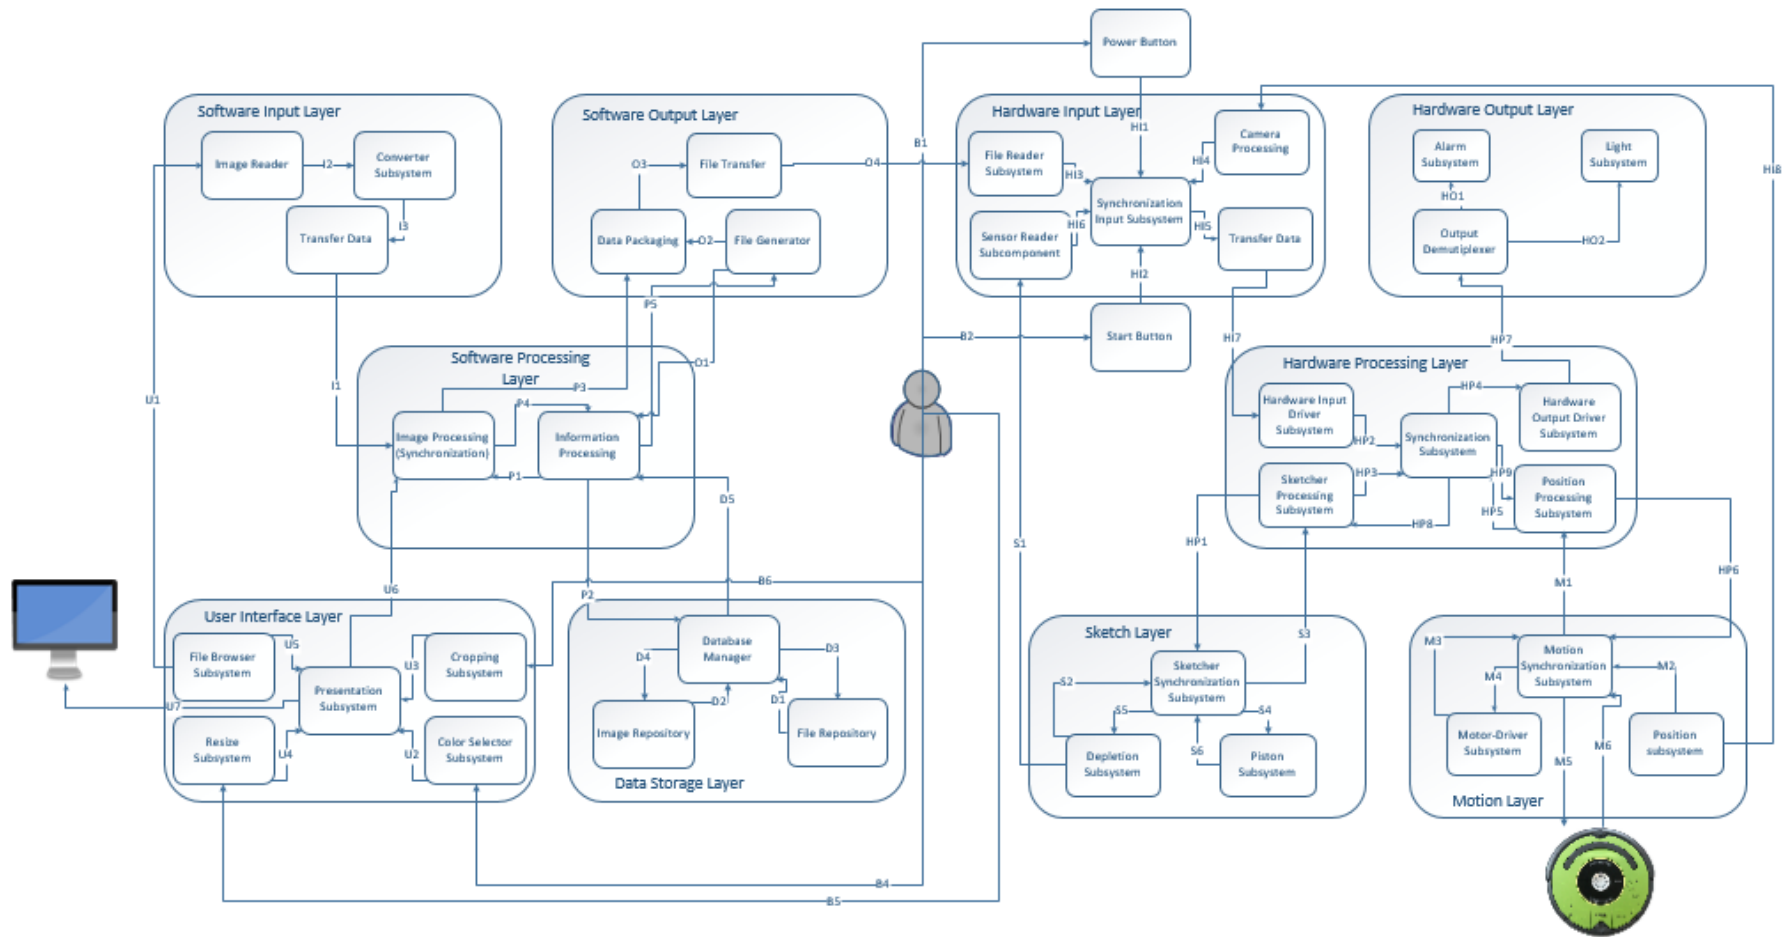 Power Button
Software Input Layer
Image Reader
I2
Converter
Subsystem
I3
Transfer Data
I1
U1
Software Output Layer
O3
File Transfer
O4
Data Packaging
O2
File Generator
P5
O1
B1
Hardware Input Layer
HI1
File Reader
Subsystem
HI3
HI4
Camera
Processing
Synchronization
Input Subsystem
HI6
Sensor Reader
Subcomponent
HI5
Transfer Data
HI2
B2
Start Button
HI7
Hardware Output Layer
Alarm
Subsystem
Light
Subsystem
HO1
Output
Demutiplexer
HO2
HI8
HP7
Software Processing
Layer
P3
P4
Image Processing
(Synchronization)
Information
Processing
P1
D5
Hardware Processing Layer
HP4
Hardware Input
Driver
Subsystem
HP2
Synchronization
Subsystem
Hardware
Output Driver
Subsystem
HP3
HP9
Sketcher
Processing
Subsystem
Position
Processing
Subsystem
HP5
HP8
S1
HP1
M1
HP6
U6
B6
P2
User Interface Layer
File Browser
Subsystem
U5
U3
Cropping
Subsystem
Presentation
Subsystem
U7
Resize
Subsystem
U4
U2
Color Selector
Subsystem
Database
Manager
D4
D3
D2
D1
Image Repository
File Repository
Data Storage Layer
Sketch Layer
S3
Sketcher
Synchronization
Subsystem
S2
S5
S4
S6
Depletion
Subsystem
Piston
Subsystem
M3
Motion
Synchronization
Subsystem
M2
M4
Motor-Driver
Subsystem
M5
M6
Position
subsystem
Motion Layer
B4
B5